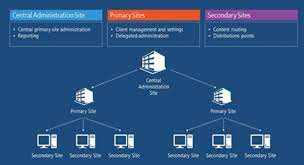 Central Administration Site:
• Central primary site administration
• Reporting
Primary Sites
• Client management and settings
• Delegated administration
Secondary Sites
• Content routing
• Distributions points
Central
Administration
Site
Primary Site
Primary Site
Secondary Site
Secondary Site
Secondary Site
Secondary Site
Secondary Site
Secondary Site